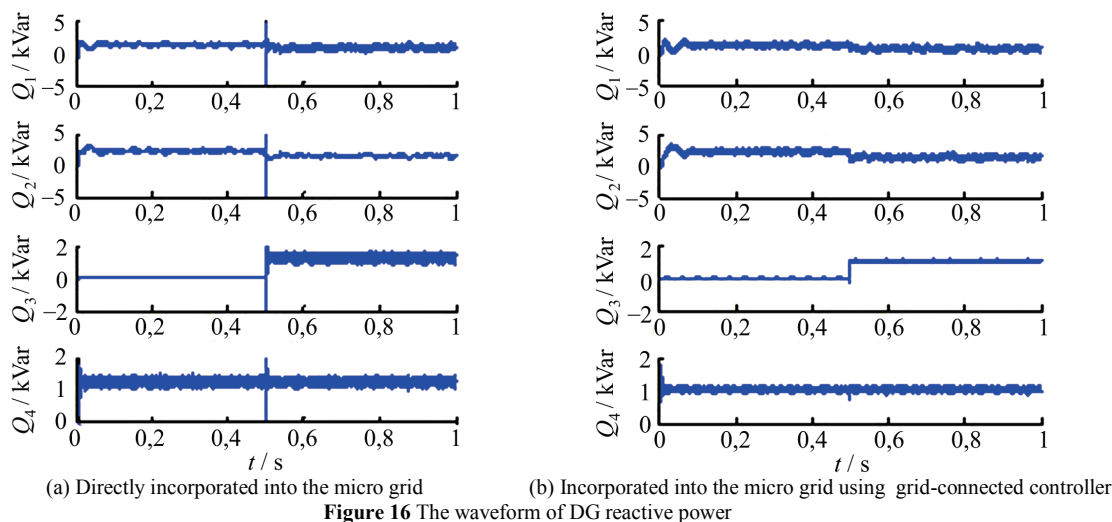 5
0
−5
Q1 / kVar
0 0,2 0,4 0,6 0,8 1
5
0
−5
Q2 / kVar
0 0,2 0,4 0,6 0,8 1
2
0
−2
Q3 / kVar
0 0,2 0,4 0,6 0,8 1
2
1
0
Q4 / kVar
0 0,2 0,4 0,6 0,8 1
t / s
(a) Directly incorporated into the micro grid
5
0
−5
Q1 / kVar
0 0,2 0,4 0,6 0,8 1
5
0
−5
Q2 / kVar
0 0,2 0,4 0,6 0,8 1
2
0
−2
Q3 / kVar
0 0,2 0,4 0,6 0,8 1
2
1
0
Q4 / kVar
0 0,2 0,4 0,6 0,8 1
t / s
(b) Incorporated into the micro grid using grid-connected controller
Figure 16 The waveform of DG reactive power